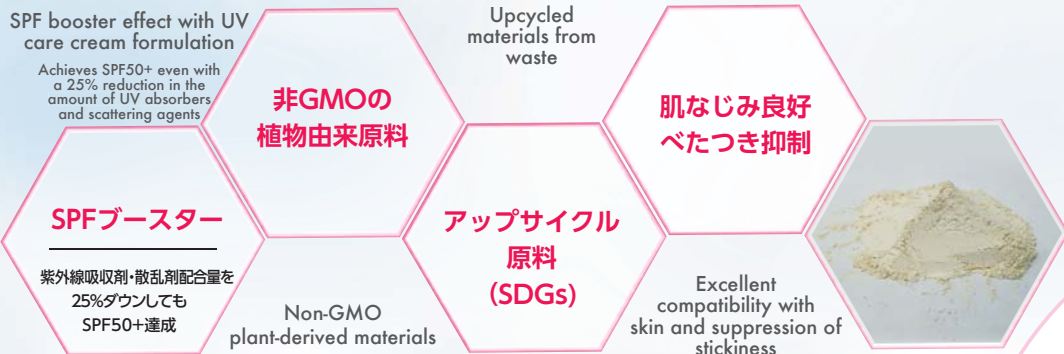 SPF booster effect with UV
care cream formulation
Achieves SPF50+ even with
a 25% reduction in the
amount of UV absorbers
and scattering agents
SPFブースター
紫外線吸収剤・散乱剤配合量を
25%ダウンしても
SPF50+達成
非GMOの
植物由来原料
Non-GMO
plant-derived materials
Upcycled
materials from
waste
アップサイクル
原料
(SDGs)
肌なじみ良好
べたつき抑制
Excellent
compatibility with
skin and suppression of
stickiness